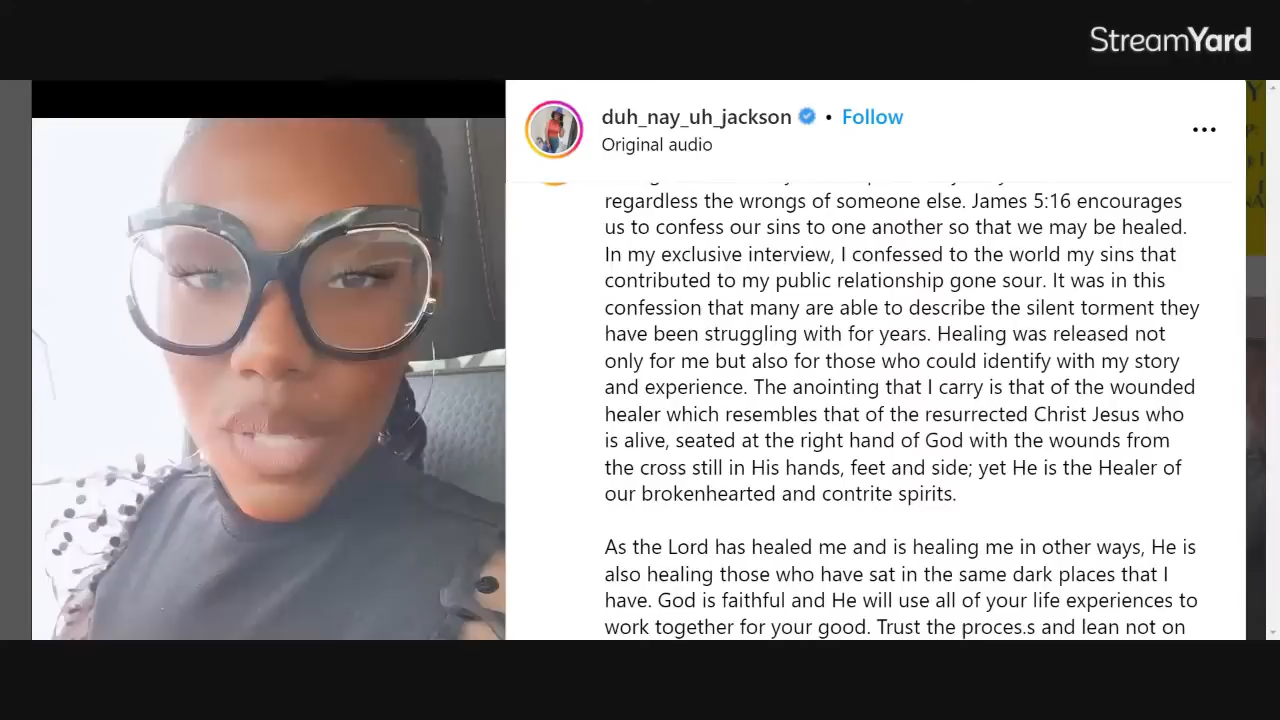 StreamYard
duh_nay_uh_jackson • Follow
Original audio
regardless the wrongs of someone else. James 5:16 encourages
us to confess our sins to one another so that we may be healed.
In my exclusive interview, I confessed to the world my sins that
contributed to my public relationship gone sour. It was in this
confession that many are able to describe the silent torment they
have been struggling with for years. Healing was released not
only for me but also for those who could identify with my story
and experience. The anointing that I carry is that of the wounded
healer which resembles that of the resurrected Christ Jesus who
is alive, seated at the right hand of God with the wounds from
the cross still in His hands, feet and side; yet He is the Healer of
our brokenhearted and contrite spirits.
As the Lord has healed me and is healing me in other ways, He is
also healing those who have sat in the same dark places that I
have. God is faithful and He will use all of your life experiences to
work together for your good. Trust the proces.s and lean not on